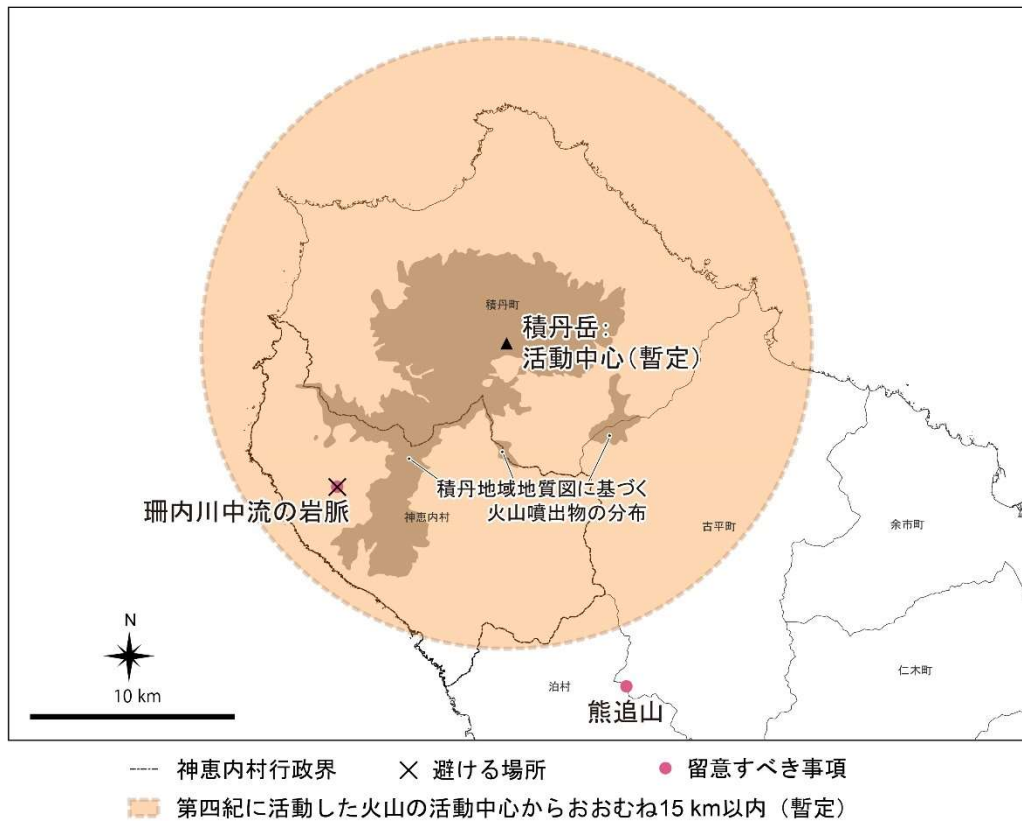 積丹町
積丹岳:
活動中心(暫定)
積丹地域地質図に基づく
火山噴出物の分布
珊内川中流の岩脈
神恵内村
古平町
余市町
N
10 km
泊村
仁木町
熊追山
神恵内村行政界
避ける場所
留意すべき事項
第四紀に活動した火山の活動中心からおおむね15 km以内(暫定)